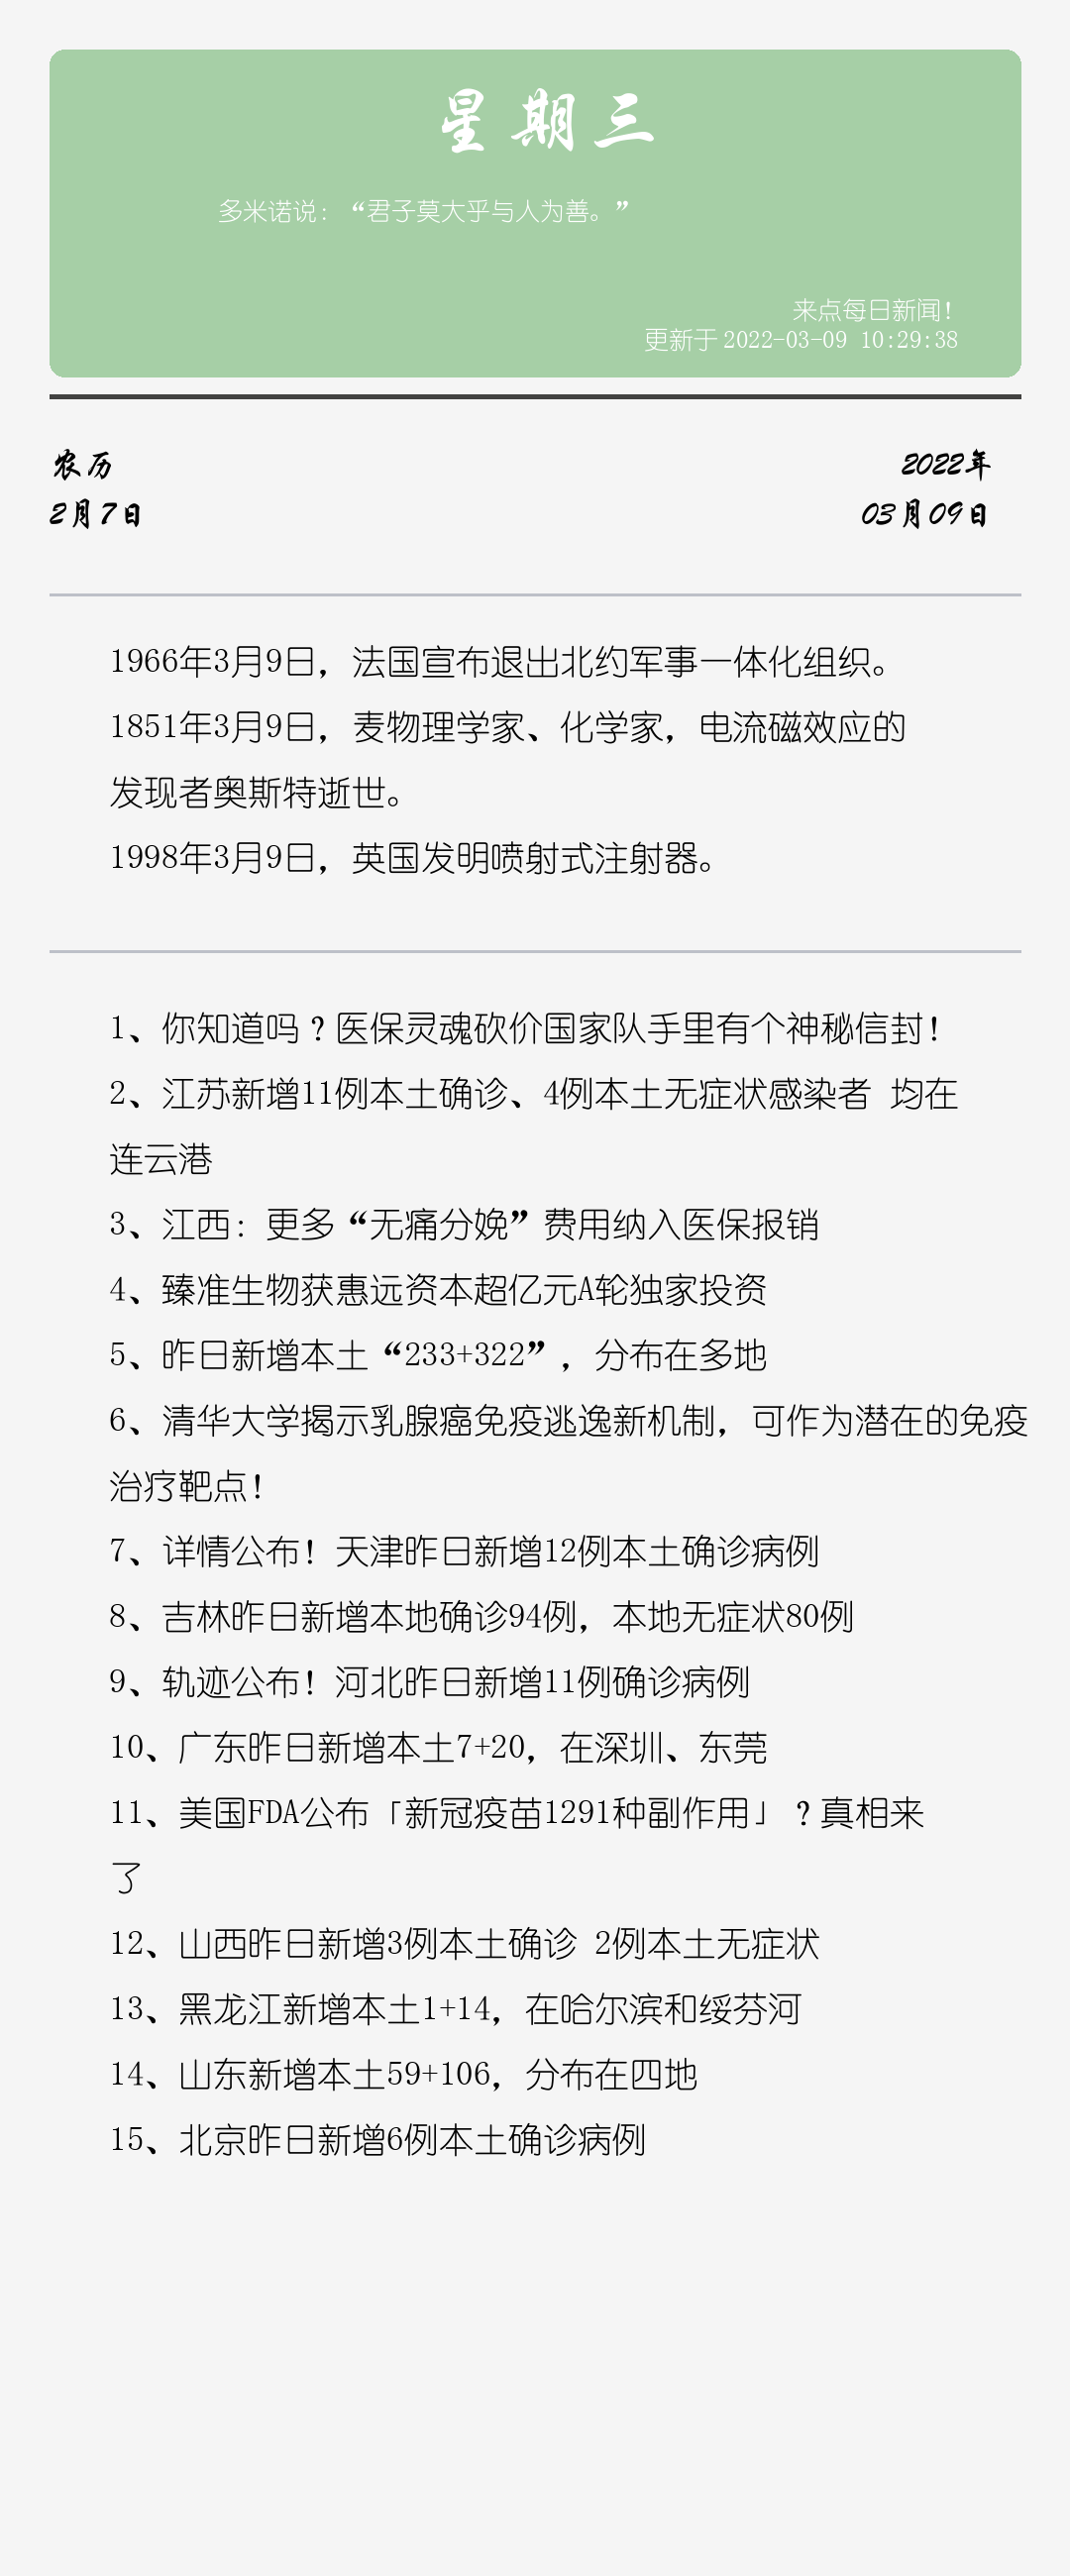 星期三
多米诺说：“君子莫大乎与人为善。”
来点每日新闻！
更新于 2022-03-09 10:29:38
农历
2月7日
2022年
03月09日
1966年3月9日，法国宣布退出北约军事一体化组织。
1851年3月9日，麦物理学家、化学家，电流磁效应的
发现者奥斯特逝世。
1998年3月9日，英国发明喷射式注射器。
1、你知道吗？医保灵魂砍价国家队手里有个神秘信封！
2、江苏新增11例本土确诊、4例本土无症状感染者 均在
连云港
3、江西：更多“无痛分娩”费用纳入医保报销
4、臻准生物获惠远资本超亿元A轮独家投资
5、昨日新增本土“233+322”，分布在多地
6、清华大学揭示乳腺癌免疫逃逸新机制，可作为潜在的免疫
治疗靶点！
7、详情公布！天津昨日新增12例本土确诊病例
8、吉林昨日新增本地确诊94例，本地无症状80例
9、轨迹公布！河北昨日新增11例确诊病例
10、广东昨日新增本土7+20，在深圳、东莞
11、美国FDA公布「新冠疫苗1291种副作用」？真相来
了
12、山西昨日新增3例本土确诊 2例本土无症状
13、黑龙江新增本土1+14，在哈尔滨和绥芬河
14、山东新增本土59+106，分布在四地
15、北京昨日新增6例本土确诊病例